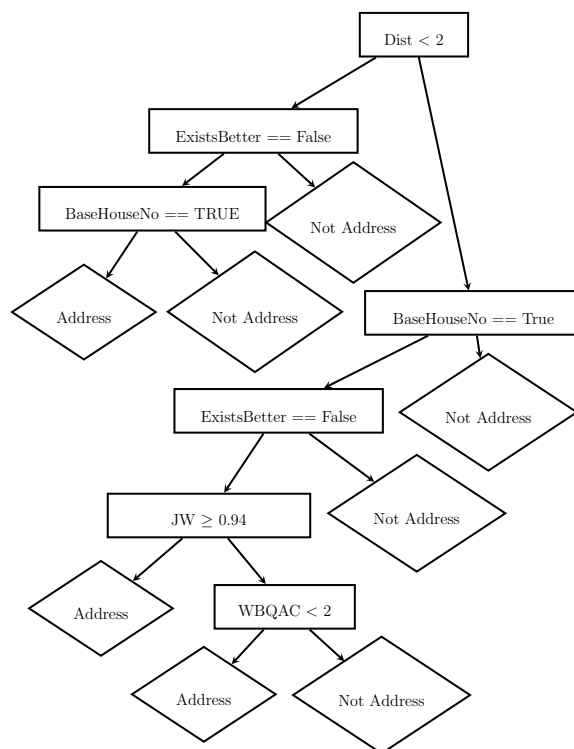 Dist < 2
ExistsBetter == False
BaseHouseNo == TRUE
Not Address
Address
Not Address
BaseHouseNo == True
ExistsBetter == False
Not Address
JW ≥ 0.94
Not Address
Address
WBQAC < 2
Address
Not Address